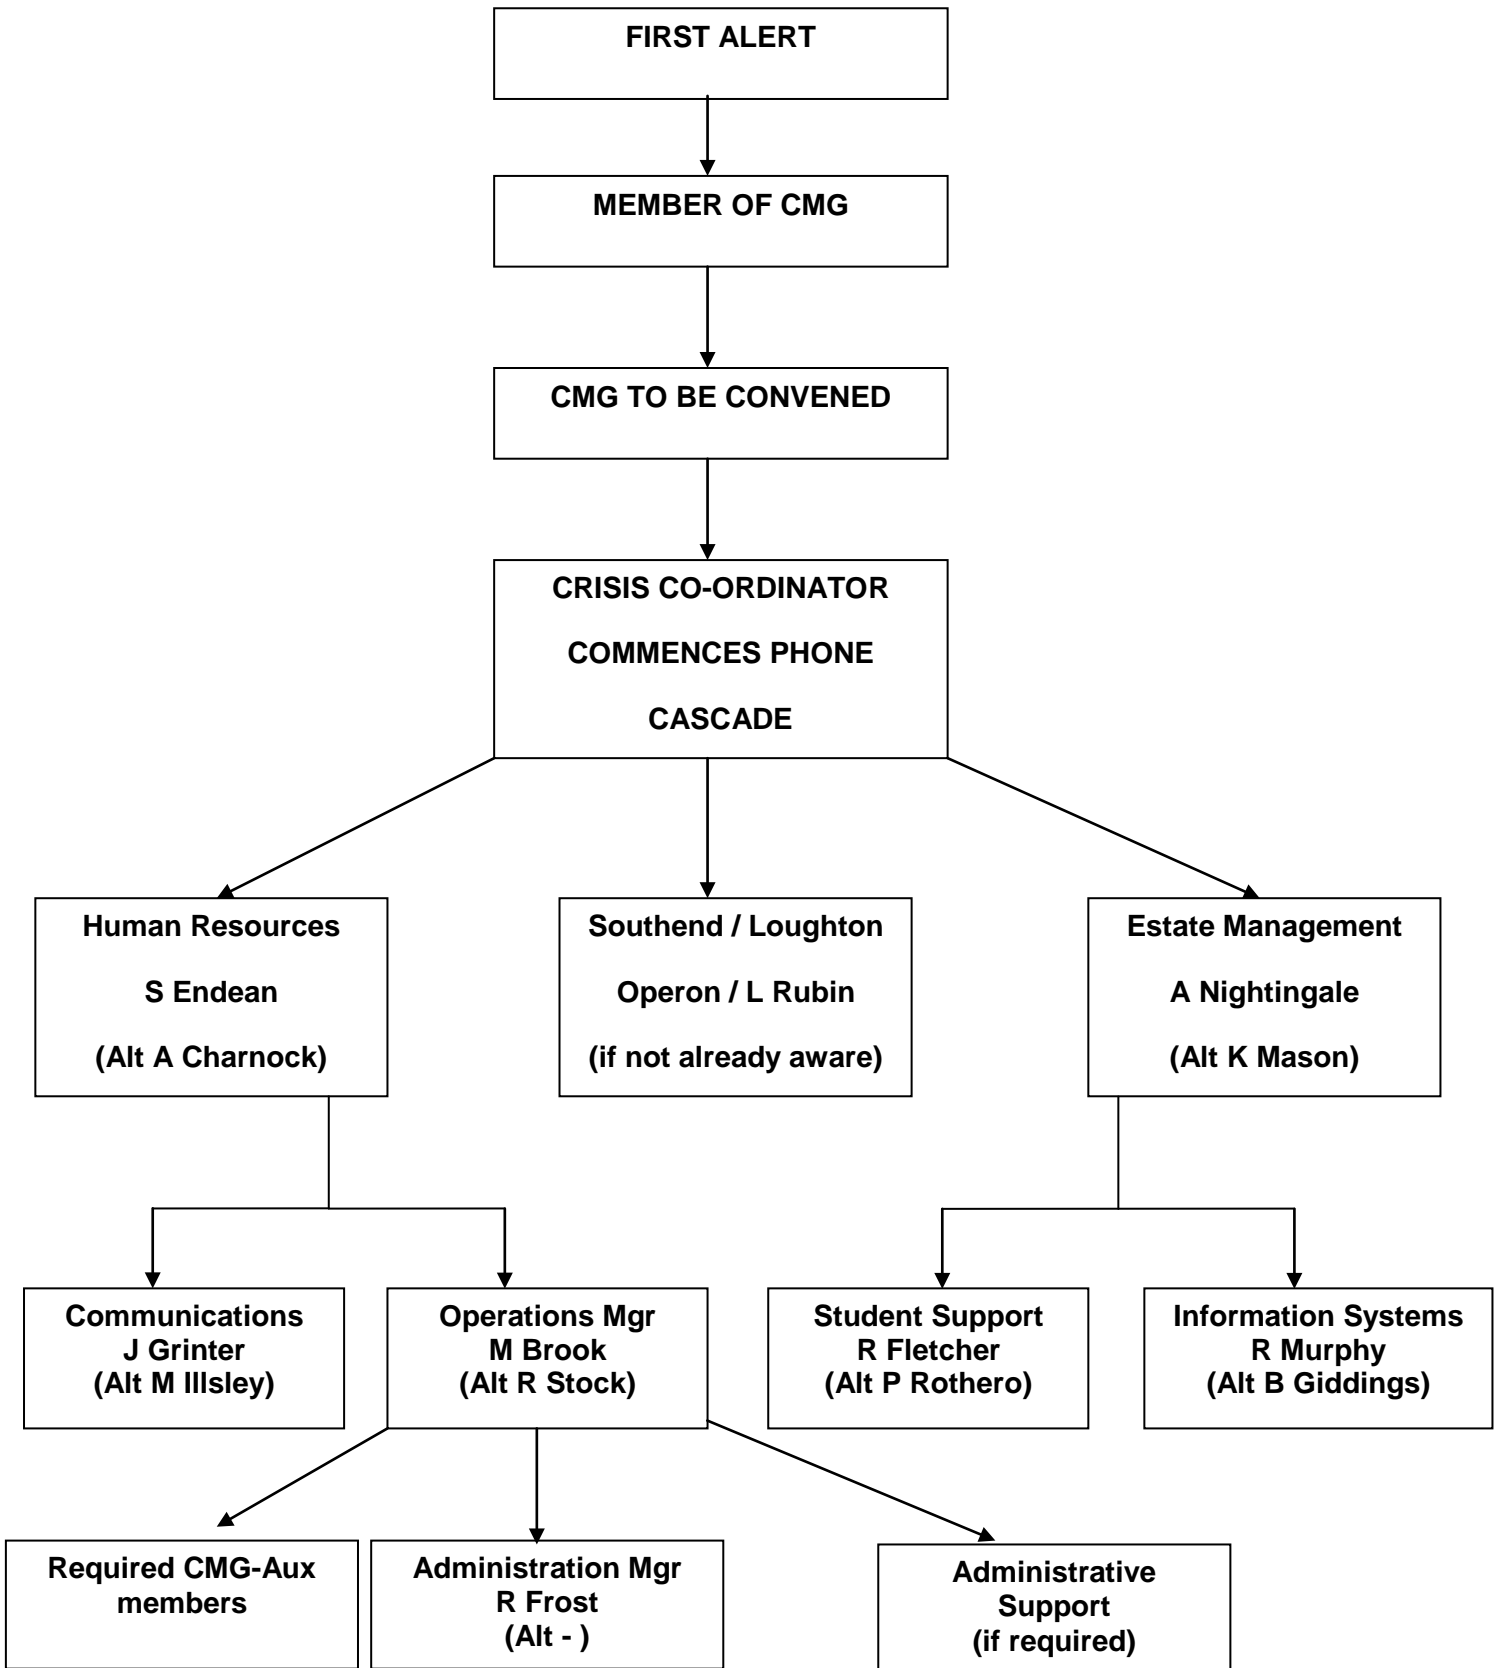 FIRST ALERT
MEMBER OF CMG
CMG TO BE CONVENED
CRISIS CO-ORDINATOR
COMMENCES PHONE
CASCADE
Human Resources
S Endean
(Alt A Charnock)
Southend / Loughton
Operon / L Rubin
(if not already aware)
Estate Management
A Nightingale
(Alt K Mason)
Communications
J Grinter
(Alt M Illsley)
Operations Mgr
M Brook
(Alt R Stock)
Student Support
R Fletcher
(Alt P Rothero)
Information Systems
R Murphy
(Alt B Giddings)
Required CMG-Aux
members
Administration Mgr
R Frost
(Alt - )
Administrative
Support
(if required)